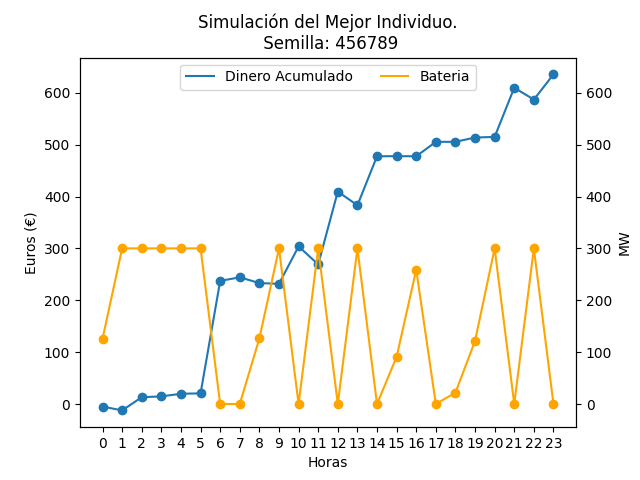 Simulación del Mejor Individuo.
Semilla: 456789
Dinero Acumulado
Bateria
Euros (€)
600
500
400
300
200
100
0
600
500
400
300
200
100
0
MW
0 1 2 3 4 5 6 7 8 9 10 11 12 13 14 15 16 17 18 19 20 21 22 23
Horas